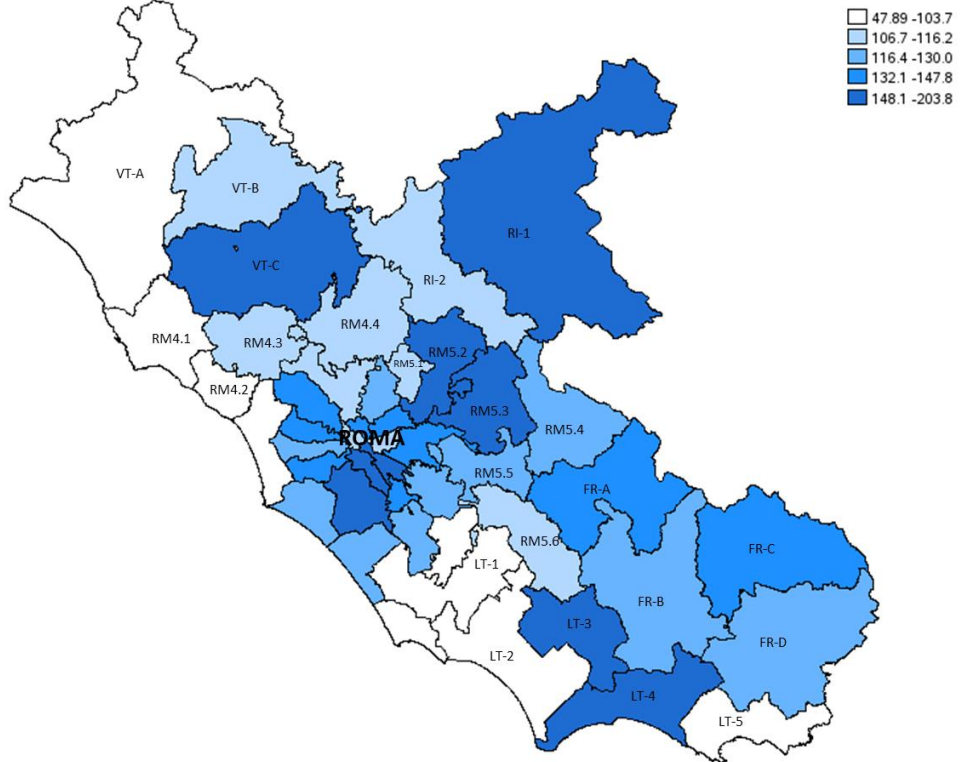 47.89 -103.7
106.7 -116.2
116.4 -130.0
132.1 -147.8
148.1 -203.8
VT-A
VT-B
RI-1
VT-C
RI-2
RM4.4
RM4.1
RM4.3
RM5.2
RM5.1
RM4.2
RM5.3
RM5.4
ROMA
RM5.5
FR-A
RM5.6
FR-C
LT-1
FR-B
LT-3
FR-D
LT-2
LT-4
LT-5